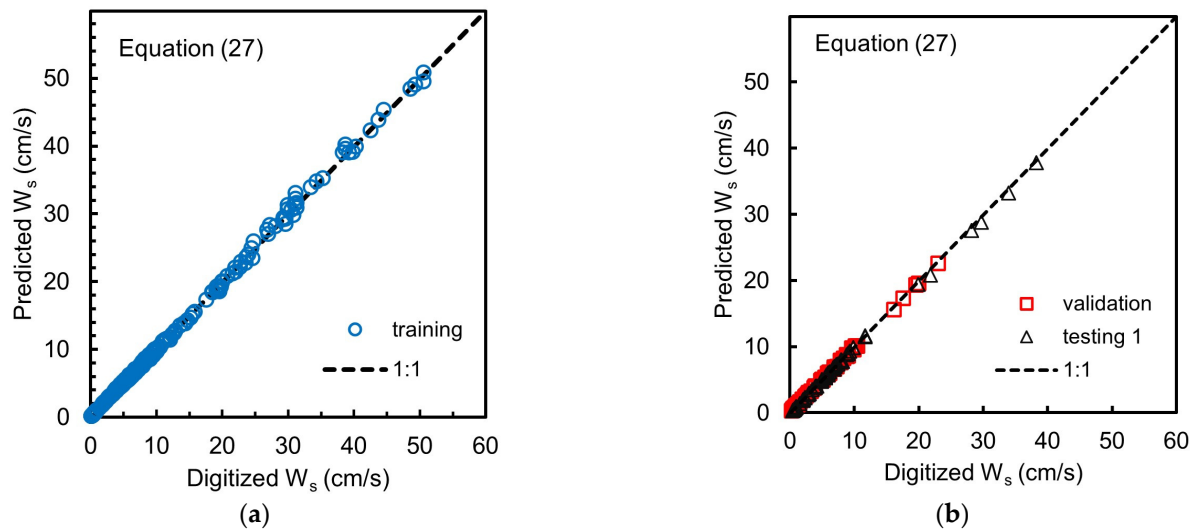 Equation (27)
Predicted Ws (cm/s)
50
40
30
20
10
0
training
1:1
0 10 20 30 40 50 60
Digitized Ws (cm/s)
(a)
Equation (27)
Predicted Ws (cm/s)
50
40
30
20
10
0
validation
testing 1
1:1
0 10 20 30 40 50 60
Digitized Ws (cm/s)
(b)